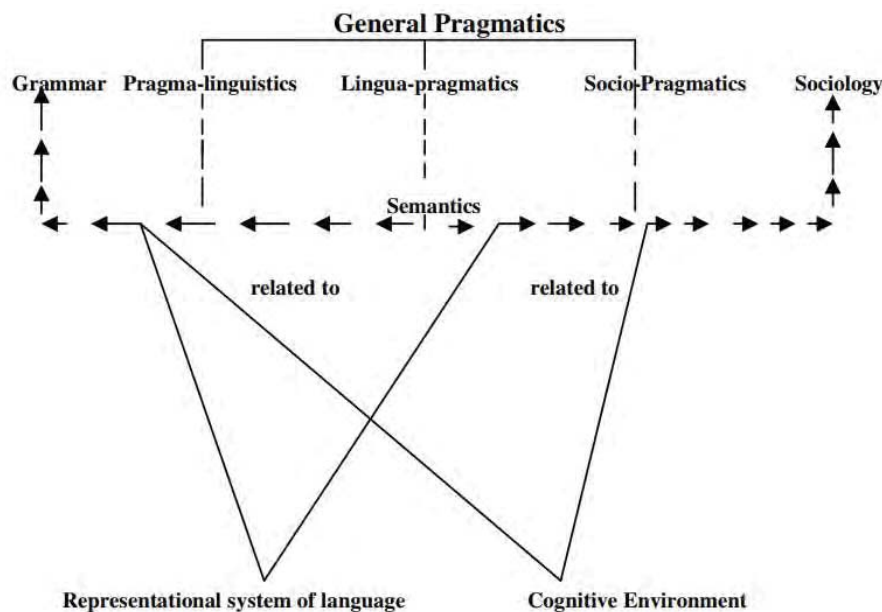 General Pragmatics
Grammar Pragma-linguistics Lingua-pragmatics Socio-Pragmatics Sociology
Semantics
related to related to
Representational system of language Cognitive Environment